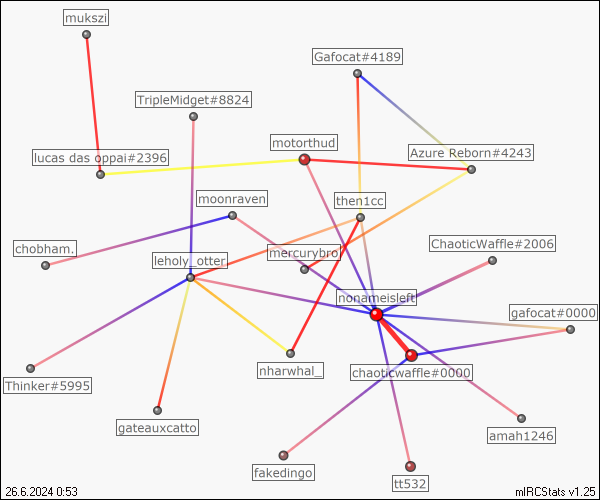 mukszi
Gafocat#4189
TripleMidget#8824
motorthud
lucas das oppai#2396
Azure Reborn#4243
moonraven
then1cc
chobham.
ChaoticWaffle#2006
leholy_otter
mercurybro
nonameisleft
gafocat#0000
nharwhal_
chaoticwaffle#0000
Thinker#5995
gateauxcatto
amah1246
fakedingo
tt532
26.6.2024 0:53
mIRCStats v1.25